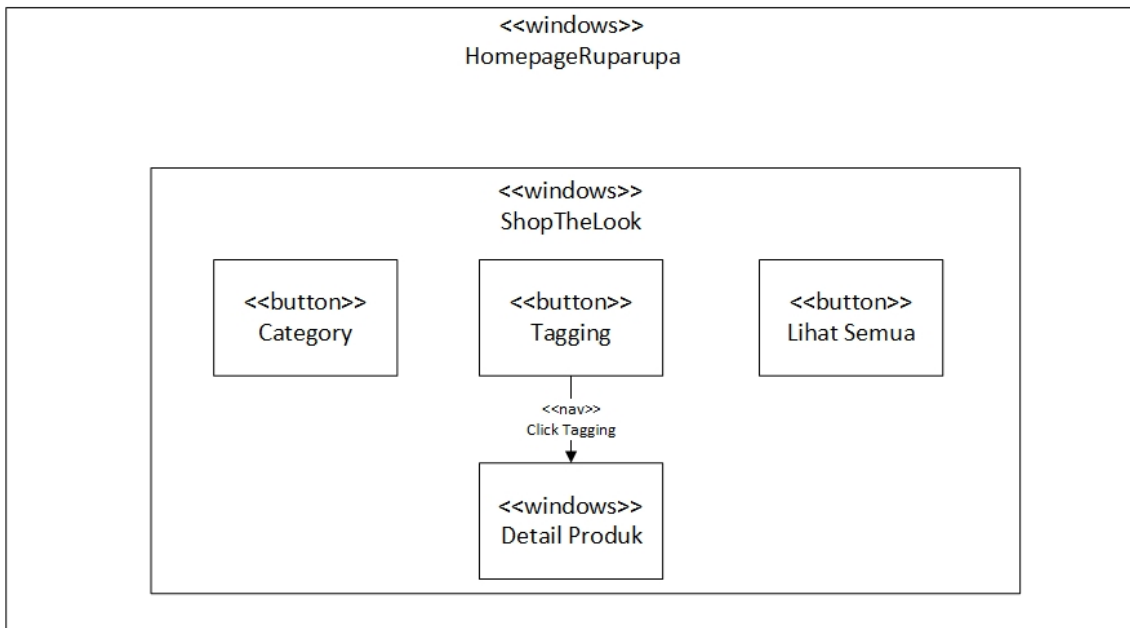 <<windows>>
HomepageRuparupa
<<windows>>
ShopTheLook
<<button>>
Category
<<button>>
Tagging
<<button>>
Lihat Semua
<<nav>>
Click Tagging
<<windows>>
Detail Produk